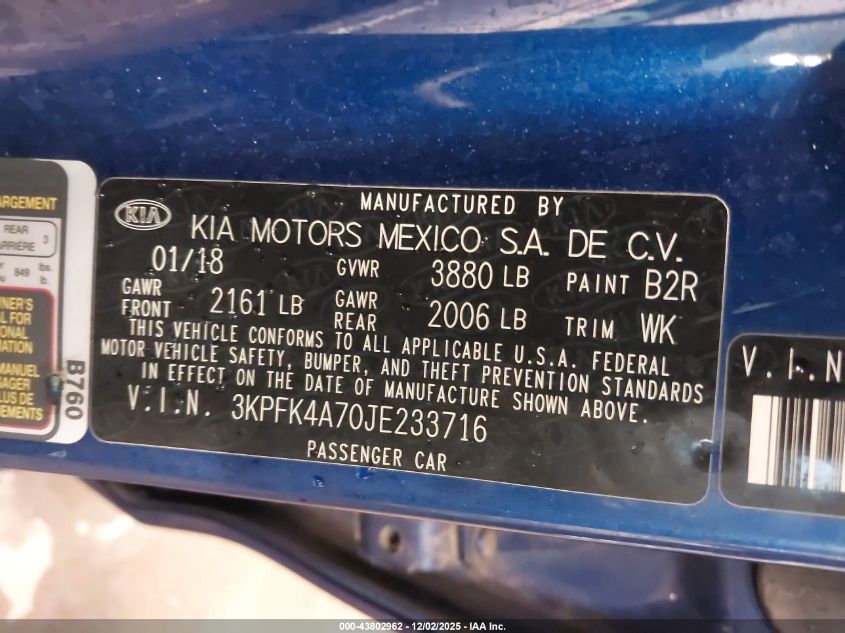 MANUFACTURED BY
KIA
KIA MOTORS MEXICO S.A. DE C.V.
01/18 GVWR 3880 LB PAINT B2R
GAWR FRONT 2161 LB GAWR REAR 2006 LB TRIM WK
THIS VEHICLE CONFORMS TO ALL APPLICABLE U.S.A. FEDERAL
MOTOR VEHICLE SAFETY, BUMPER, AND THEFT PREVENTION STANDARDS
IN EFFECT ON THE DATE OF MANUFACTURE SHOWN ABOVE.
V.I.N. 3KPFK4A70JE233716
PASSENGER CAR
REAR
3
849 lbs.
B760
V.I.N
000-43802962 - 12/02/2025 - IAA Inc.